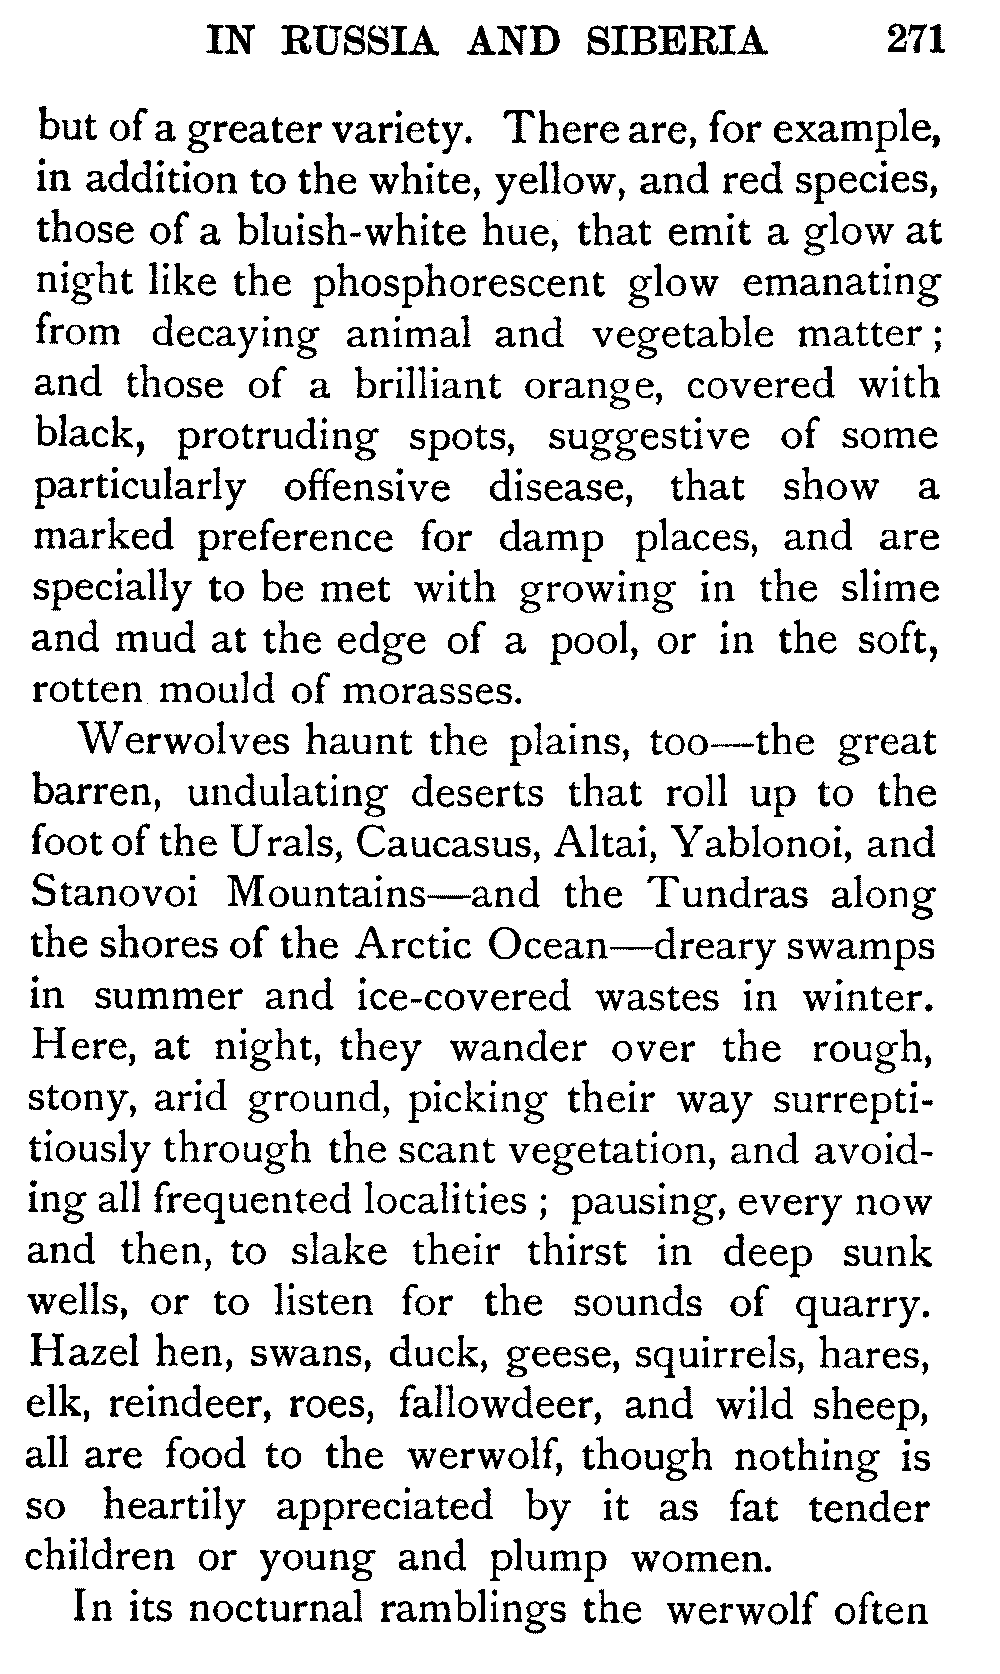 IN RUSSIA AND SIBERIA 271
but of a greater variety. There are, for example,
in addition to the white, yellow, and red species,
those of a bluish-white hue, that emit a glow at
night like the phosphorescent glow emanating
from decaying animal and vegetable matter;
and those of a brilliant orange, covered with
black, protruding spots, suggestive of some
particularly offensive disease, that show a
marked preference for damp places, and are
specially to be met with growing in the slime
and mud at the edge of a pool, or in the soft,
rotten mould of morasses.
Werwolves haunt the plains, too—the great
barren, undulating deserts that roll up to the
foot of the Urals, Caucasus, Altai, Yablonoi, and
Stanovoi Mountains—and the Tundras along
the shores of the Arctic Ocean—dreary swamps
in summer and ice-covered wastes in winter.
Here, at night, they wander over the rough,
stony, arid ground, picking their way surrepti-
tiously through the scant vegetation, and avoid-
ing all frequented localities ; pausing, every now
and then, to slake their thirst in deep sunk
wells, or to listen for the sounds of quarry.
Hazel hen, swans, duck, geese, squirrels, hares,
elk, reindeer, roes, fallowdeer, and wild sheep,
all are food to the werwolf, though nothing is
so heartily appreciated by it as fat tender
children or young and plump women.
In its nocturnal ramblings the werwolf often